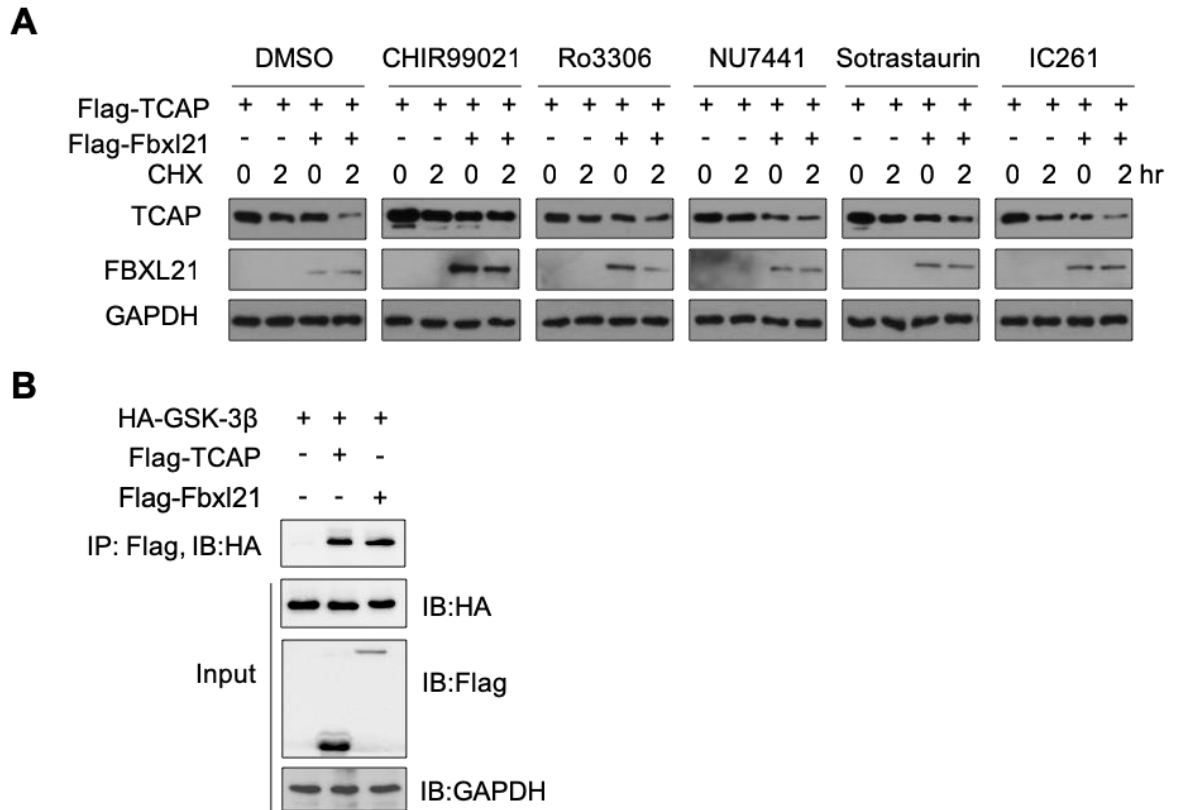 A
DMSO CHIR99021 Ro3306 NU7441 Sotrastaurin IC261
Flag-TCAP + + + + + + + + + + + + + + + + + + + + + + + +
Flag-Fbxl21 - - + + - - + + - - + + - - + + - - + + - - + +
CHX 0 2 0 2 0 2 0 2 0 2 0 2 0 2 0 2 0 2 0 2 0 2 0 2 hr
TCAP
FBXL21
GAPDH
B
HA-GSK-3β + + +
Flag-TCAP - + -
Flag-Fbxl21 - - +
IP: Flag, IB:HA
IB:HA
Input
IB:Flag
IB:GAPDH